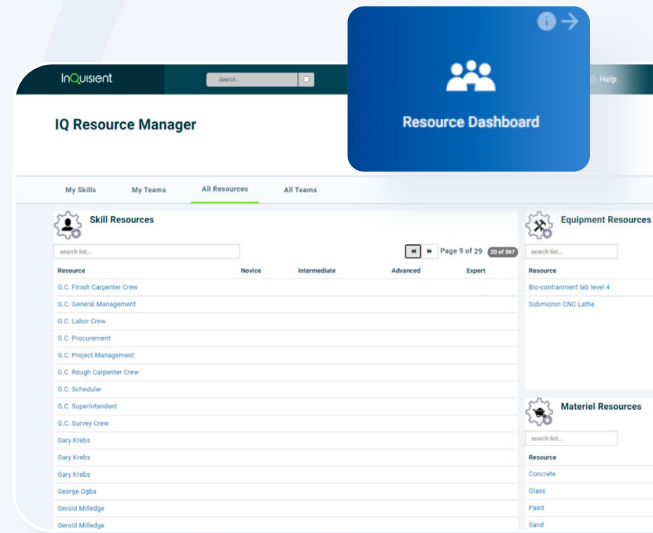 InQuisient
Search...
Help
Resource Dashboard
IQ Resource Manager
My Skills
My Teams
All Resources
All Teams
Skill Resources
search list...
Page 9 of 29
20 of 567
Resource
Novice
Intermediate
Advanced
Expert
G.C. Finish Carpenter Crew
G.C. General Management
G.C. Labor Crew
G.C. Procurement
G.C. Project Management
G.C. Rough Carpenter Crew
G.C. Scheduler
G.C. Superintendent
G.C. Survey Crew
Gary Krebs
Gary Krebs
Gary Krebs
George Ogba
Gerold Milledge
Gerold Milledge
Equipment Resources
search list...
Resource
Bio-contianment lab level 4
Submicron CNC Lathe
Materiel Resources
search list...
Resource
Concrete
Glass
Paint
Sand